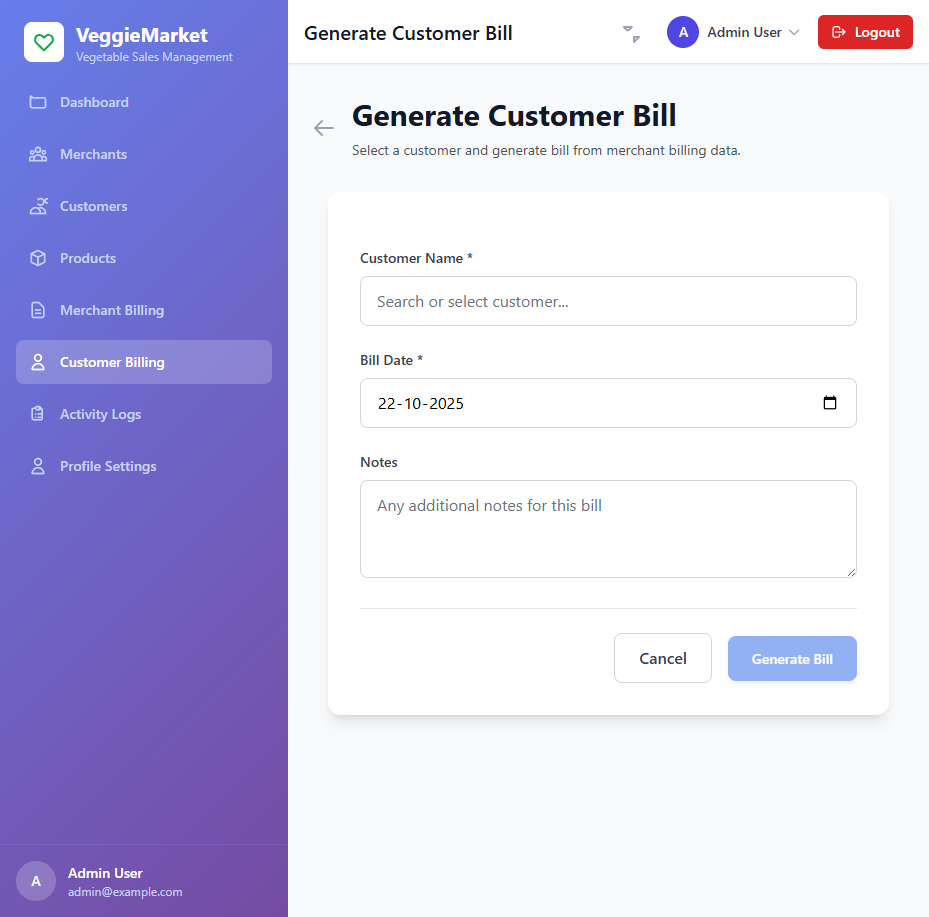 VeggieMarket
Vegetable Sales Management
Dashboard
Merchants
Customers
Products
Merchant Billing
Customer Billing
Activity Logs
Profile Settings
A
Admin User
admin@example.com
Generate Customer Bill
A
Admin User
Logout
Generate Customer Bill
Select a customer and generate bill from merchant billing data.
Customer Name *
Search or select customer...
Bill Date *
22-10-2025
Notes
Any additional notes for this bill
Cancel
Generate Bill